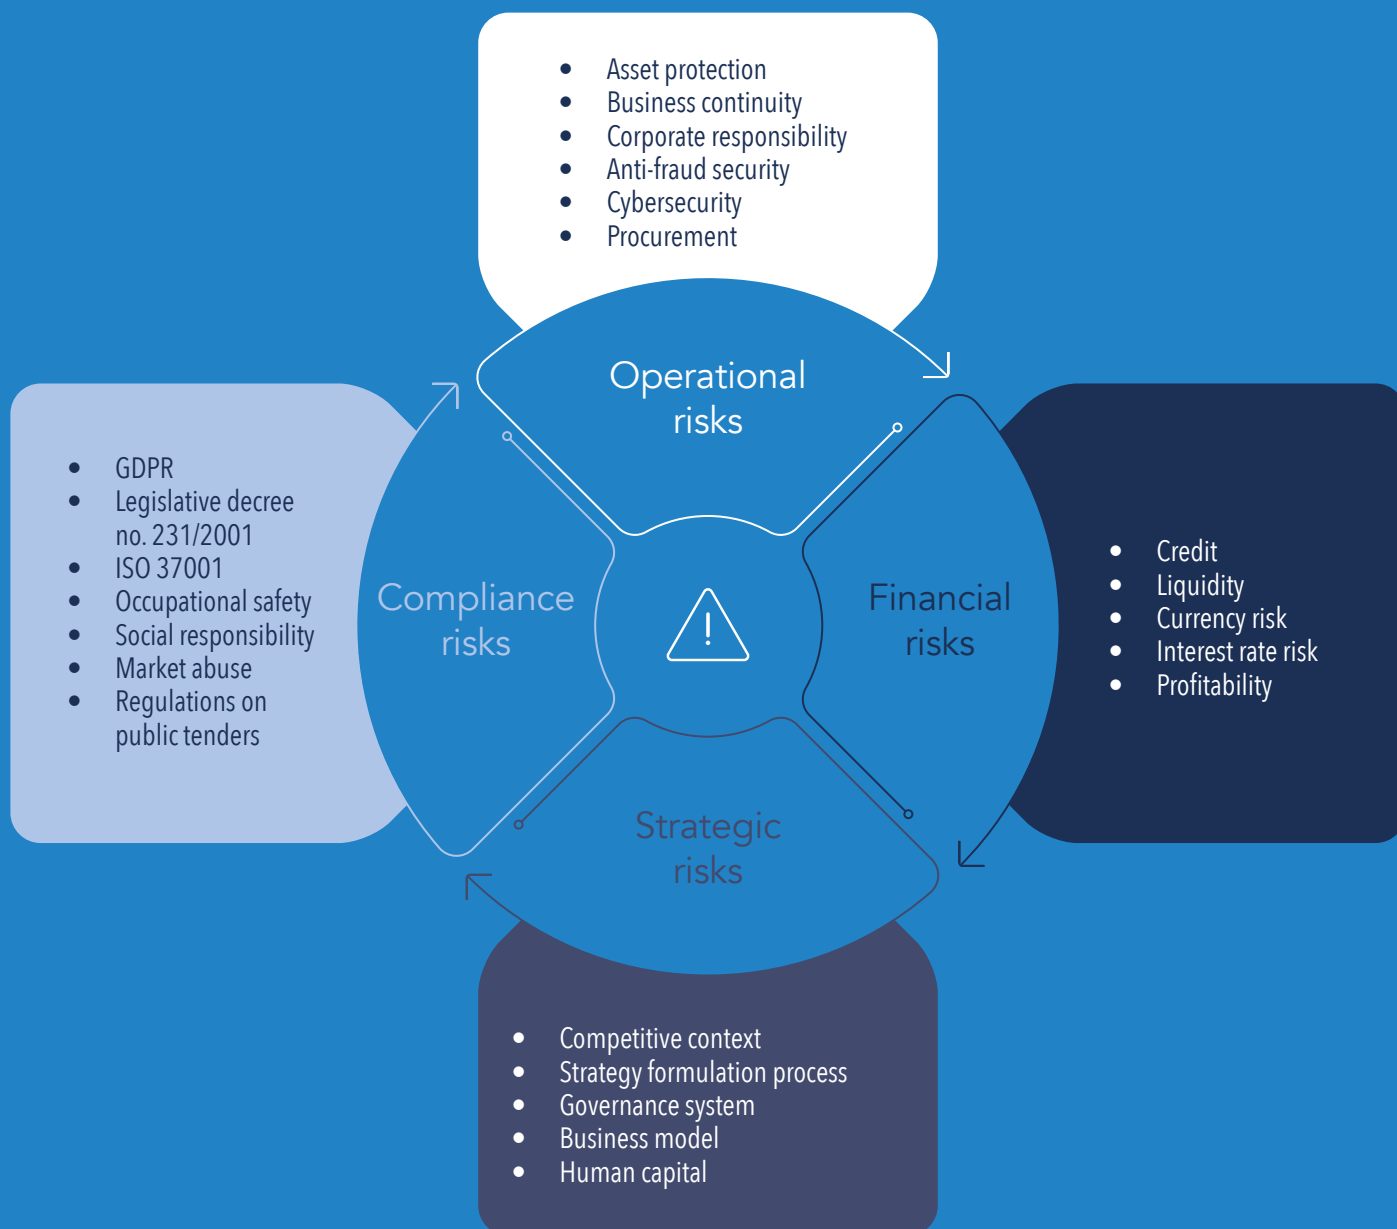 Asset protection
Business continuity
Corporate responsibility
Anti-fraud security
Cybersecurity
Procurement
Operational
risks
GDPR
Legislative decree
no. 231/2001
ISO 37001
Occupational safety
Social responsibility
Market abuse
Regulations on
public tenders
Compliance
risks
Financial
risks
Credit
Liquidity
Currency risk
Interest rate risk
Profitability
Strategic
risks
Competitive context
Strategy formulation process
Governance system
Business model
Human capital